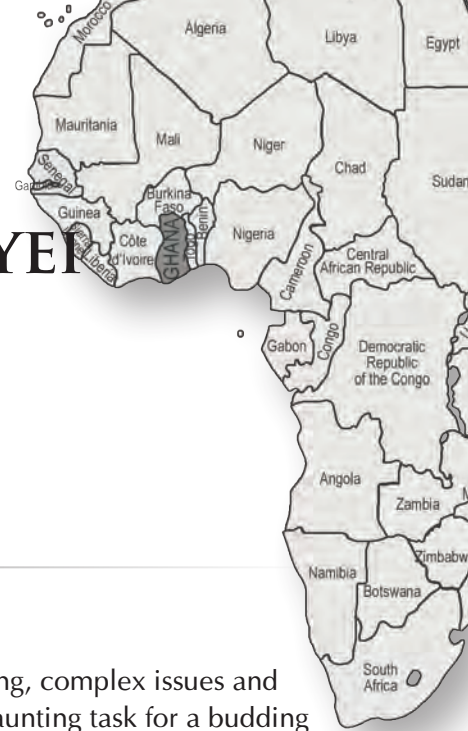 Morocco
Algeria
Libya
Egypt
Mauritania
Mali
Niger
Chad
Sudan
Senegal
Burkina
Faso
Guinea
Côte
d'Ivoire
Liberia
GHANA
Togo
Benin
Nigeria
Cameroon
Central
African Republic
YEI
Gabon
Congo
Democratic
Republic
of the Congo
Angola
Zambia
Zimbabw
Namibia
Botswana
South
Africa
ng, complex issues and
aunting task for a budding